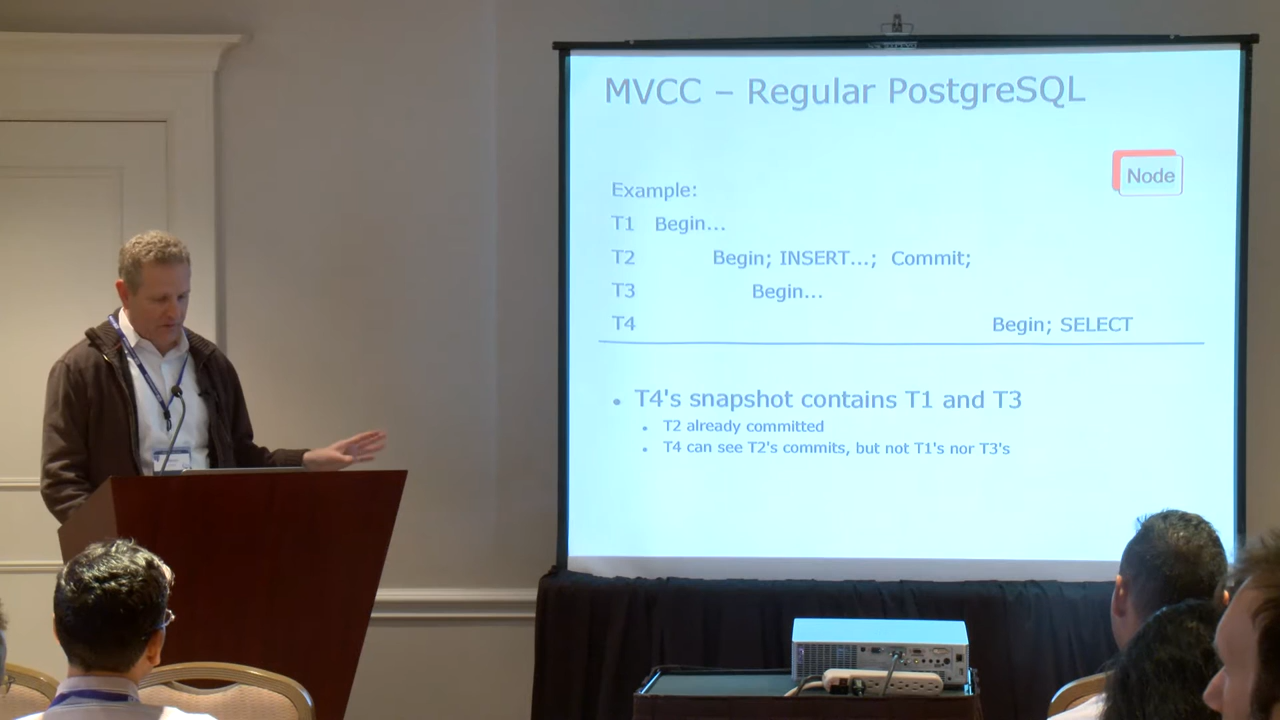 MVCC – Regular PostgreSQL
Node
Example:
T1 Begin...
T2 Begin; INSERT...; Commit;
T3 Begin...
T4 Begin; SELECT
• T4's snapshot contains T1 and T3
• T2 already committed
• T4 can see T2's commits, but not T1's nor T3's